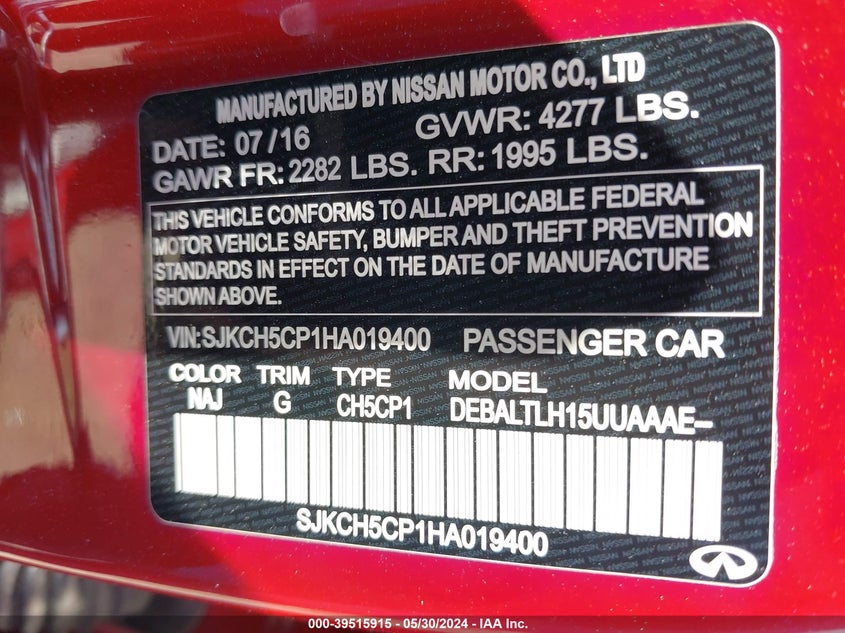 MANUFACTURED BY NISSAN MOTOR CO., LTD
DATE: 07/16 GVWR: 4277 LBS.
GAWR FR: 2282 LBS. RR: 1995 LBS.
THIS VEHICLE CONFORMS TO ALL APPLICABLE FEDERAL
MOTOR VEHICLE SAFETY, BUMPER AND THEFT PREVENTION
STANDARDS IN EFFECT ON THE DATE OF MANUFACTURE
SHOWN ABOVE.
VIN: SJKCH5CP1HA019400 PASSENGER CAR
COLOR TRIM TYPE MODEL
NAJ G CH5CP1 DEBALTLH15UUAAAE--
SJKCH5CP1HA019400
000-39515915 - 05/30/2024 - IAA Inc.